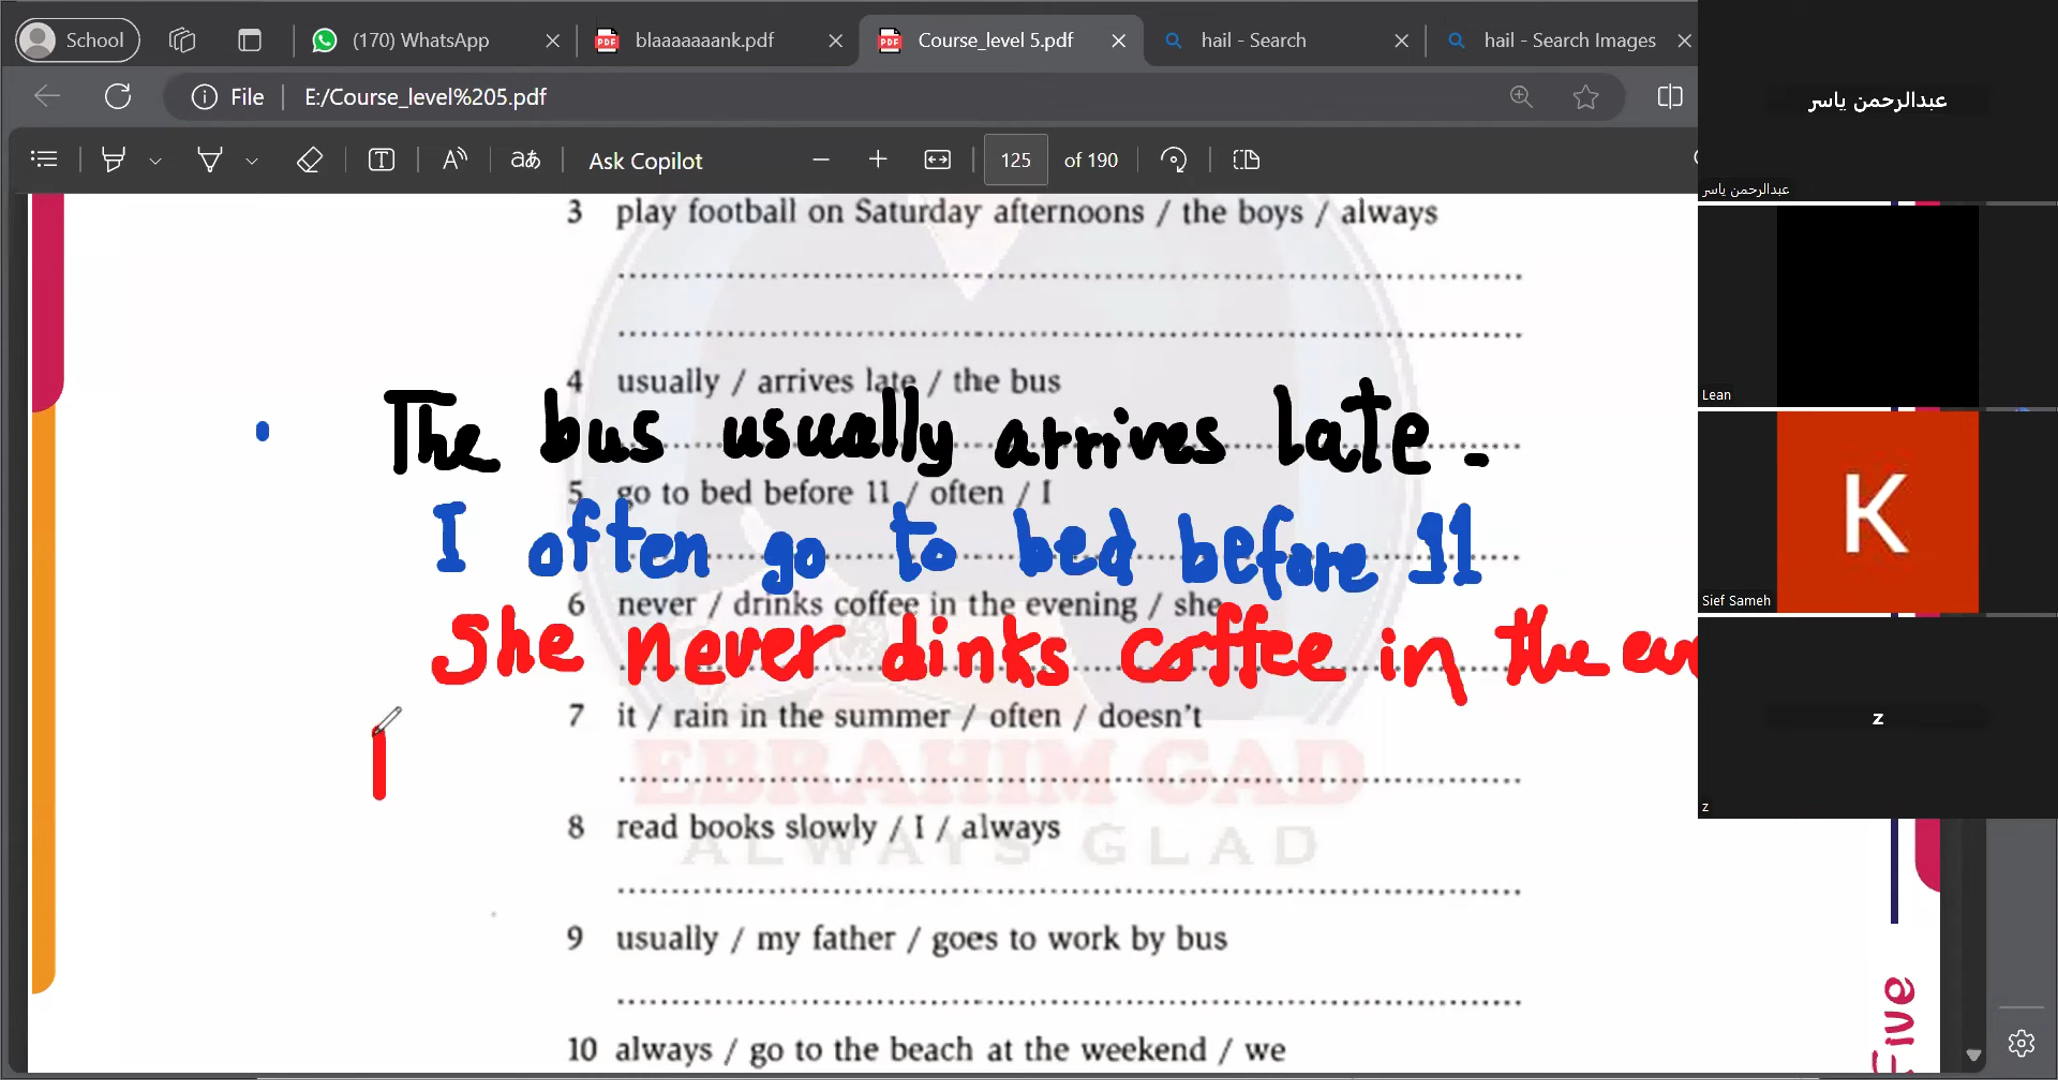 School
(170) WhatsApp
blaaaaaaank.pdf
Course_level 5.pdf
hail - Search
hail - Search Images
File
E:/Course_level%205.pdf
Ask Copilot
125 of 190
3 play football on Saturday afternoons / the boys / always
4 usually / arrives late / the bus
The bus usually arrives late -
5 go to bed before 11 / often / I
I often go to bed before 11
6 never / drinks coffee in the evening / she
She never dinks coffee in the eve
7 it / rain in the summer / often / doesn't
EBRAHIM GAD
8 read books slowly / I / always
ALWAYS GLAD
9 usually / my father / goes to work by bus
10 always / go to the beach at the weekend / we
Five
عبدالرحمن ياسر
عبدالرحمن ياسر
Lean
K
Sief Sameh
z
z